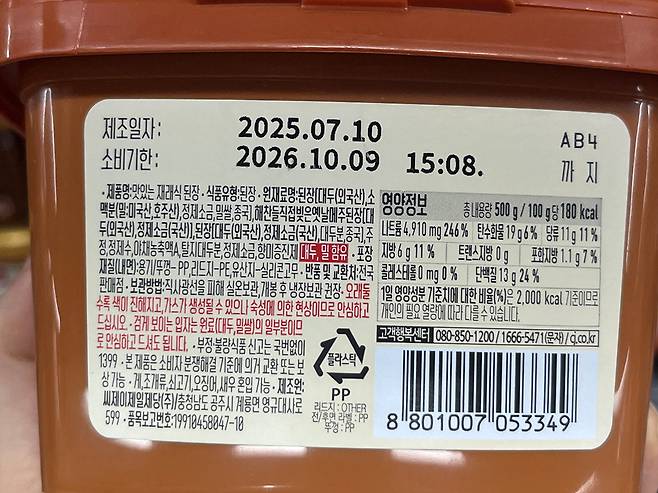 제조일자: 2025.07.10
소비기한: 2026.10.09 15:08. 까지
AB4
•제품명:맛있는 재래식 된장 •식품유형:된장 •원재료명:된장{대두(외국산),소
맥분(밀:미국산,호주산),정제소금,밀쌀,종국},혜찬들직접빚은옛날메주된장{대
두(외국산),정제소금(국산)},된장{대두(외국산),정제소금(국산),대두분,종국},주
정,정제수,야채농축액A,탈지대두분,정제소금,향미증진제 대두, 밀 함유 •포장
재질(내면):용기/뚜껑-PP,리드지-PE,유산지-실리콘고무 •반품 및 교환처:전국
판매점 •보관방법:직사광선을 피해 실온보관,개봉 후 냉장보관 권장 •오래둘
수록 색이 진해지고,가스가 생성될 수 있으나 숙성에 의한 현상이므로 안심하고
드십시오. •검게 보이는 입자는 원료(대두,밀쌀)의 일부분이므
로 안심하고 드셔도 됩니다. •부정·불량식품 신고는 국번없이
1399 •본 제품은 소비자 분쟁해결 기준에 의거 교환 또는 보
상 가능 •게,조개류,쇠고기,오징어,새우 혼입 가능 •제조원:
씨제이제일제당(주)/충청남도 공주시 계룡면 영규대사로
599 •품목보고번호:19910458047-10
영양정보 총 내용량 500 g / 100 g당 180 kcal
나트륨 4,910 mg 246 % 탄수화물 19 g 6 % 당류 11 g 11 %
지방 6 g 11 % 트랜스지방 0 g 포화지방 1.1 g 7 %
콜레스테롤 0 mg 0 % 단백질 13 g 24 %
1일 영양성분 기준치에 대한 비율(%)은 2,000 kcal 기준이므로
개인의 필요 열량에 따라 다를 수 있습니다.
고객행복센터 080-850-1200 / 1666-5471(문자) / cj.co.kr
플라스틱
PP
리드지 : OTHER
전/후면 라벨 : PP
뚜껑 : PP
8 801007 053349